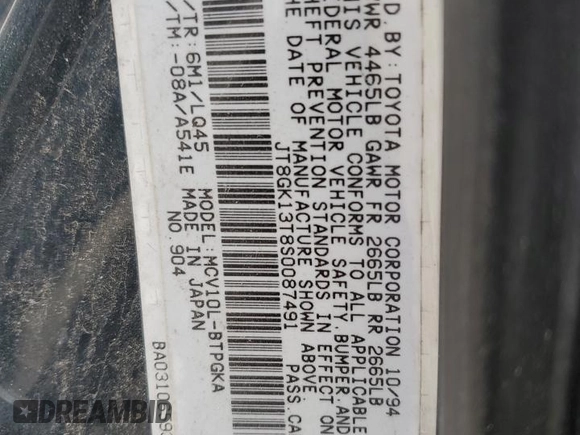 D. BY: TOYOTA MOTOR CORPORATION 10/94
GVWR 4465LB GAWR FR 2665LB RR 2665LB
THIS VEHICLE CONFORMS TO ALL APPLICABLE
FEDERAL MOTOR VEHICLE SAFETY, BUMPER, AND
THEFT PREVENTION STANDARDS IN EFFECT ON
THE DATE OF MANUFACTURE SHOWN ABOVE.
JT8GK13T8S0087491 PASS.CA
/TR: 6M1/LQ45 MODEL: MCV10L-BTPGKA
/TM: -08A/A541E MADE IN JAPAN
NO. 904
BIDHISTORY